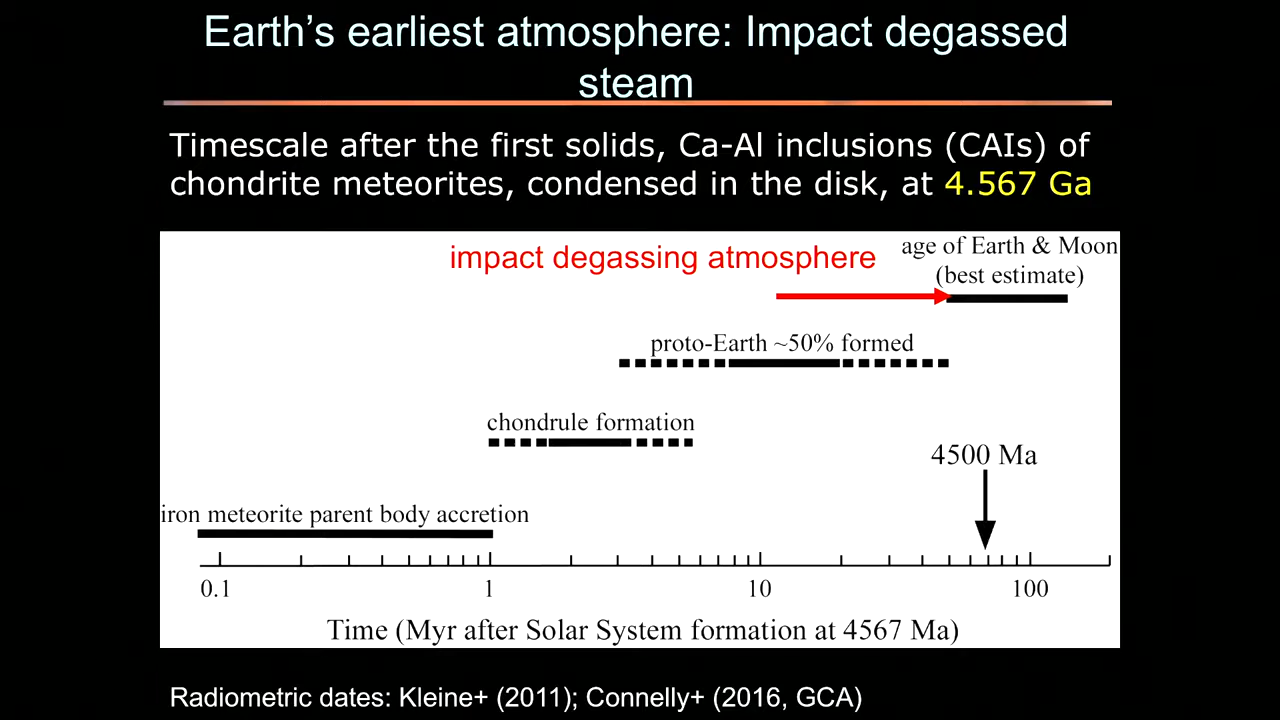 Earth's earliest atmosphere: Impact degassed
steam
Timescale after the first solids, Ca-Al inclusions (CAIs) of
chondrite meteorites, condensed in the disk, at 4.567 Ga
impact degassing atmosphere
age of Earth & Moon
(best estimate)
proto-Earth ~50% formed
chondrule formation
4500 Ma
iron meteorite parent body accretion
0.1 1 10 100
Time (Myr after Solar System formation at 4567 Ma)
Radiometric dates: Kleine+ (2011); Connelly+ (2016, GCA)